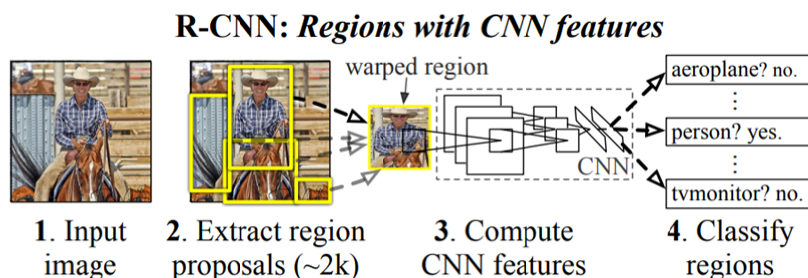 R-CNN: Regions with CNN features
warped region
aeroplane? no.
⋮
person? yes.
⋮
tvmonitor? no.
CNN
1. Input
image
2. Extract region
proposals (~2k)
3. Compute
CNN features
4. Classify
regions